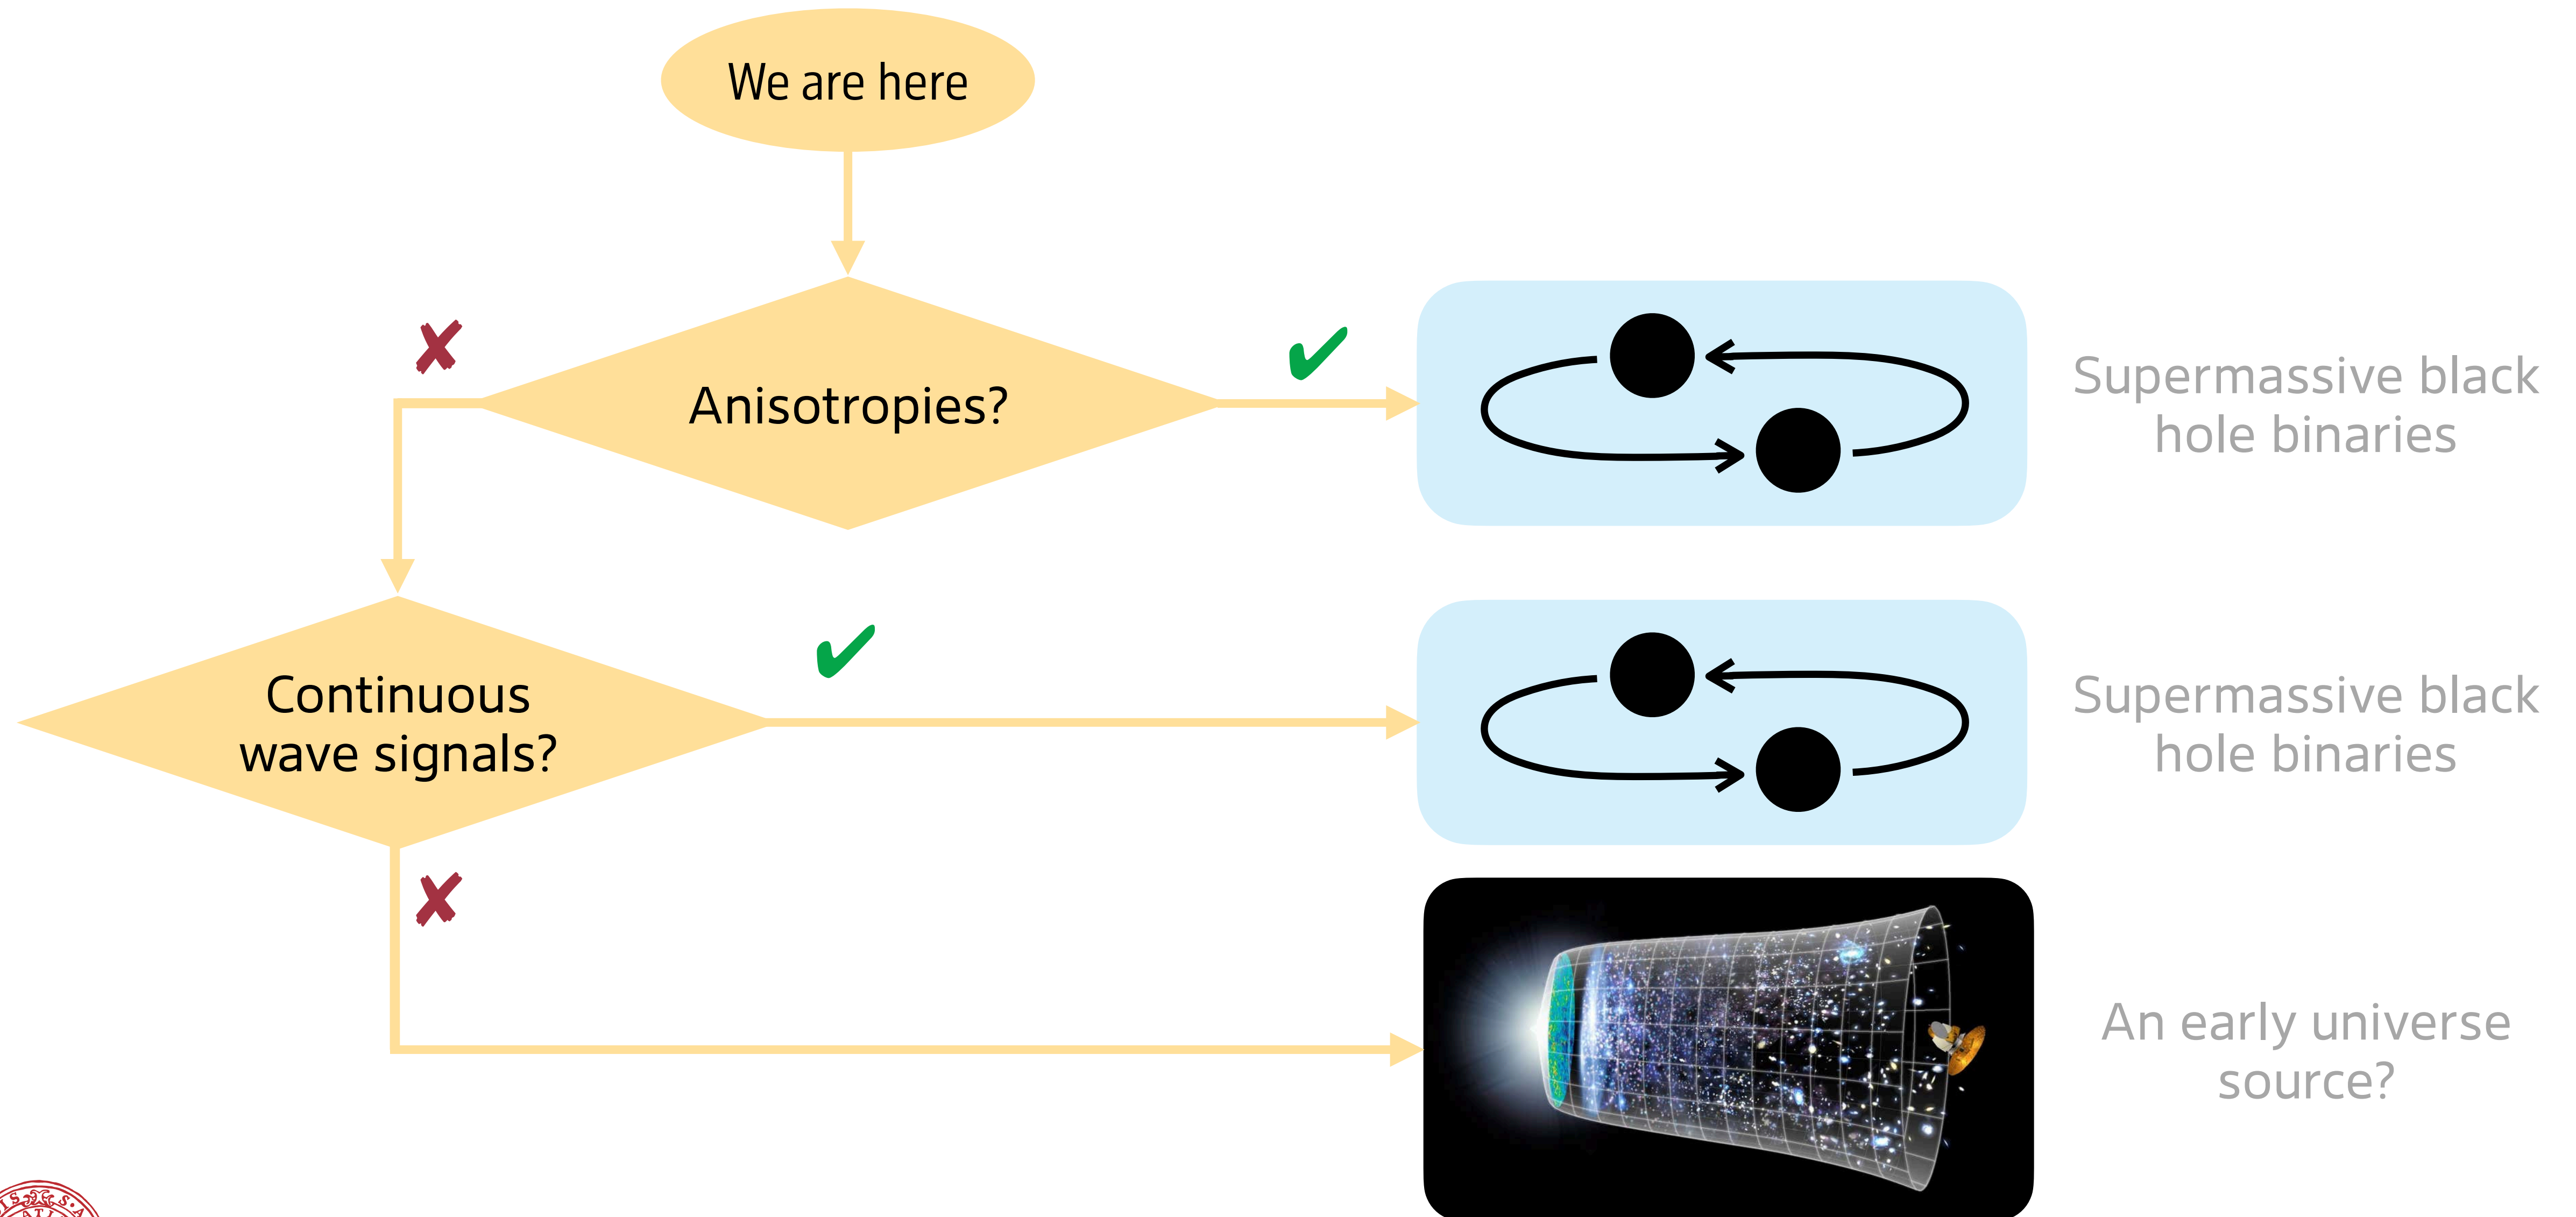 We are here
Anisotropies?
Supermassive black
hole binaries
Continuous
wave signals?
Supermassive black
hole binaries
An early universe
source?